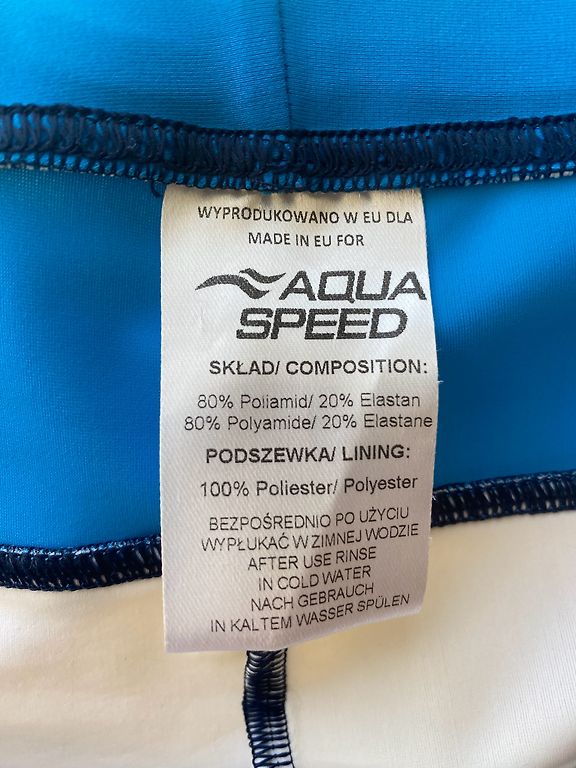 WYPRODUKOWANO W EU DLA
MADE IN EU FOR
AQUA
SPEED
SKŁAD/ COMPOSITION:
80% Poliamid/ 20% Elastan
80% Polyamide/ 20% Elastane
PODSZEWKA/ LINING:
100% Poliester/ Polyester
BEZPOŚREDNIO PO UŻYCIU
WYPŁUKAĆ W ZIMNEJ WODZIE
AFTER USE RINSE
IN COLD WATER
NACH GEBRAUCH
IN KALTEM WASSER SPÜLEN